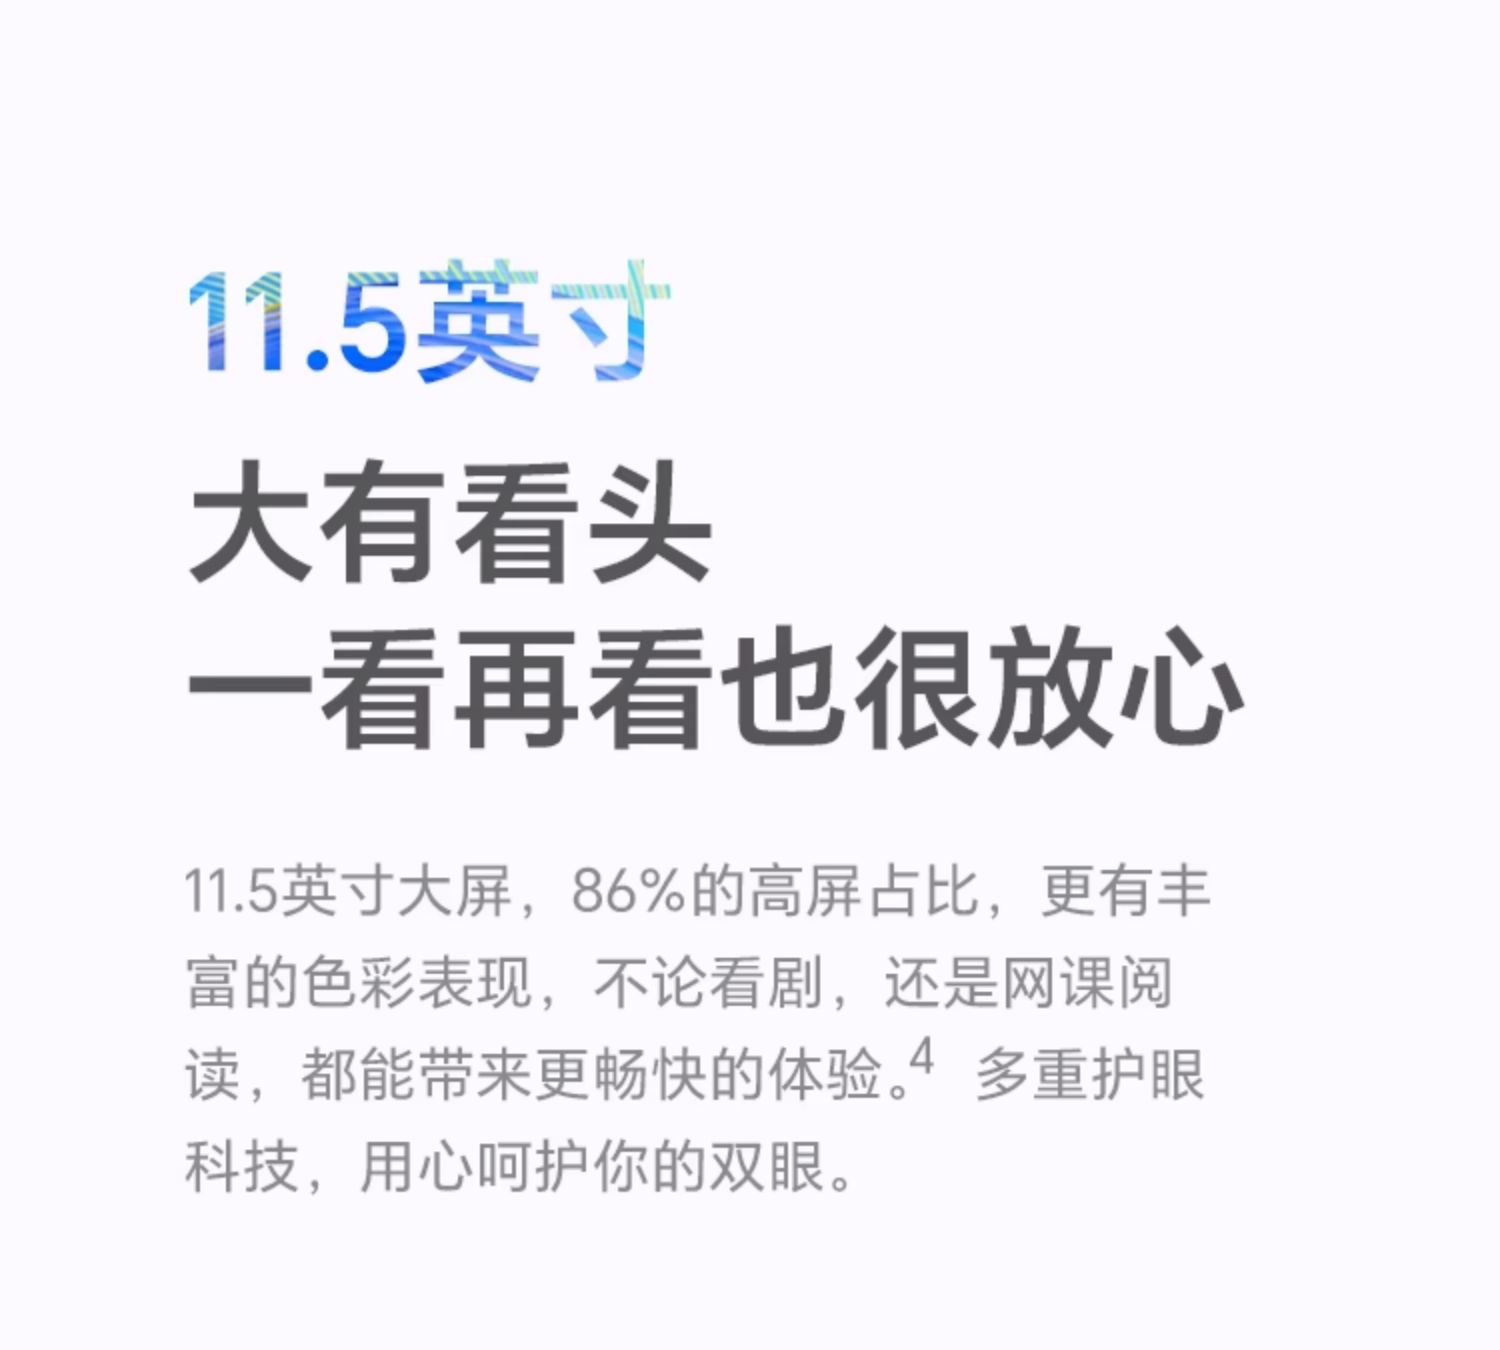 11.5英寸
大有看头
一看再看也很放心
11.5英寸大屏，86%的高屏占比，更有丰
富的色彩表现，不论看剧，还是网课阅
读，都能带来更畅快的体验。4 多重护眼
科技，用心呵护你的双眼。